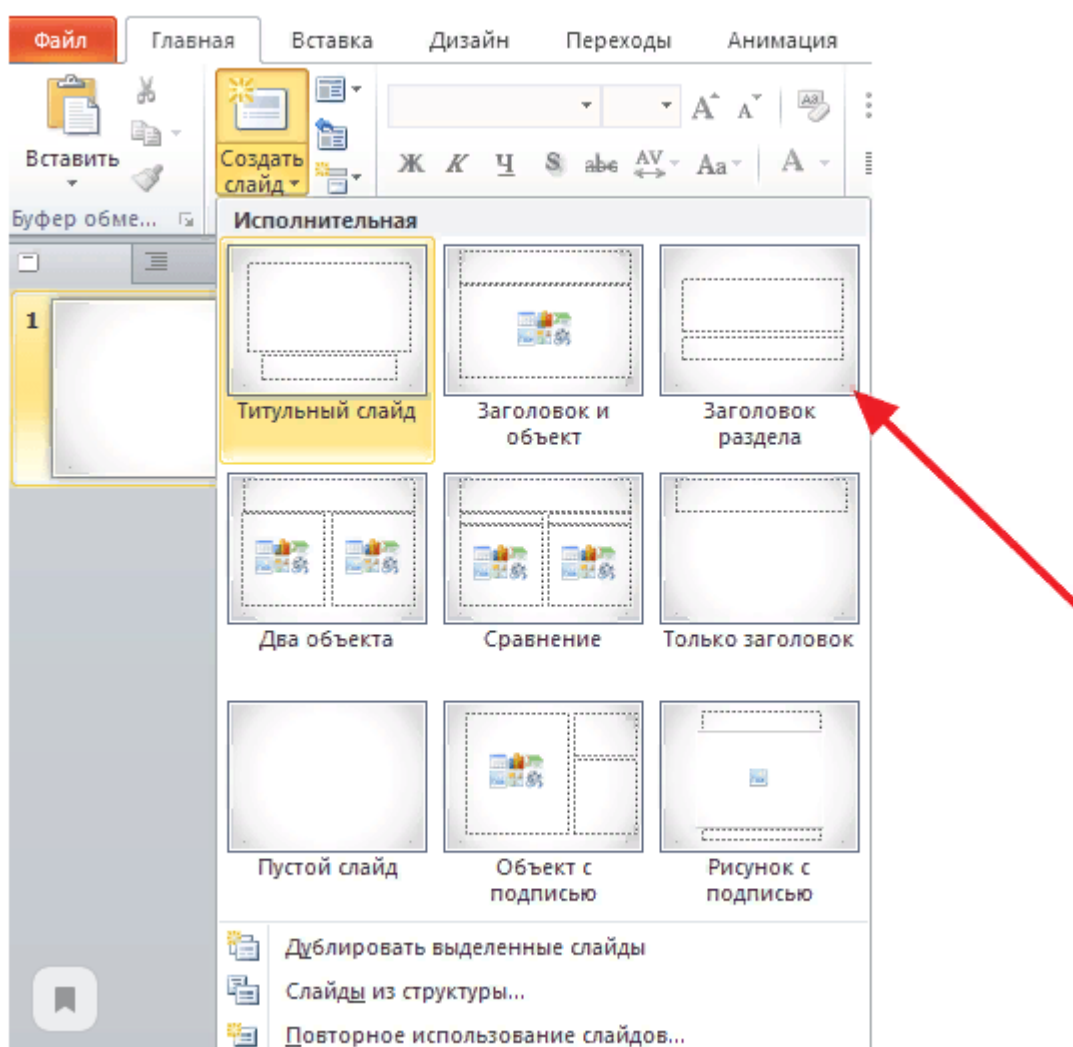 Файл Главная Вставка Дизайн Переходы Анимация
Вставить
Создать
слайд
Ж К Ч S abc AV Aa A
Буфер обме...
Исполнительная
1
Титульный слайд
Заголовок и
объект
Заголовок
раздела
Два объекта
Сравнение
Только заголовок
Пустой слайд
Объект с
подписью
Рисунок с
подписью
Дублировать выделенные слайды
Слайды из структуры...
Повторное использование слайдов...